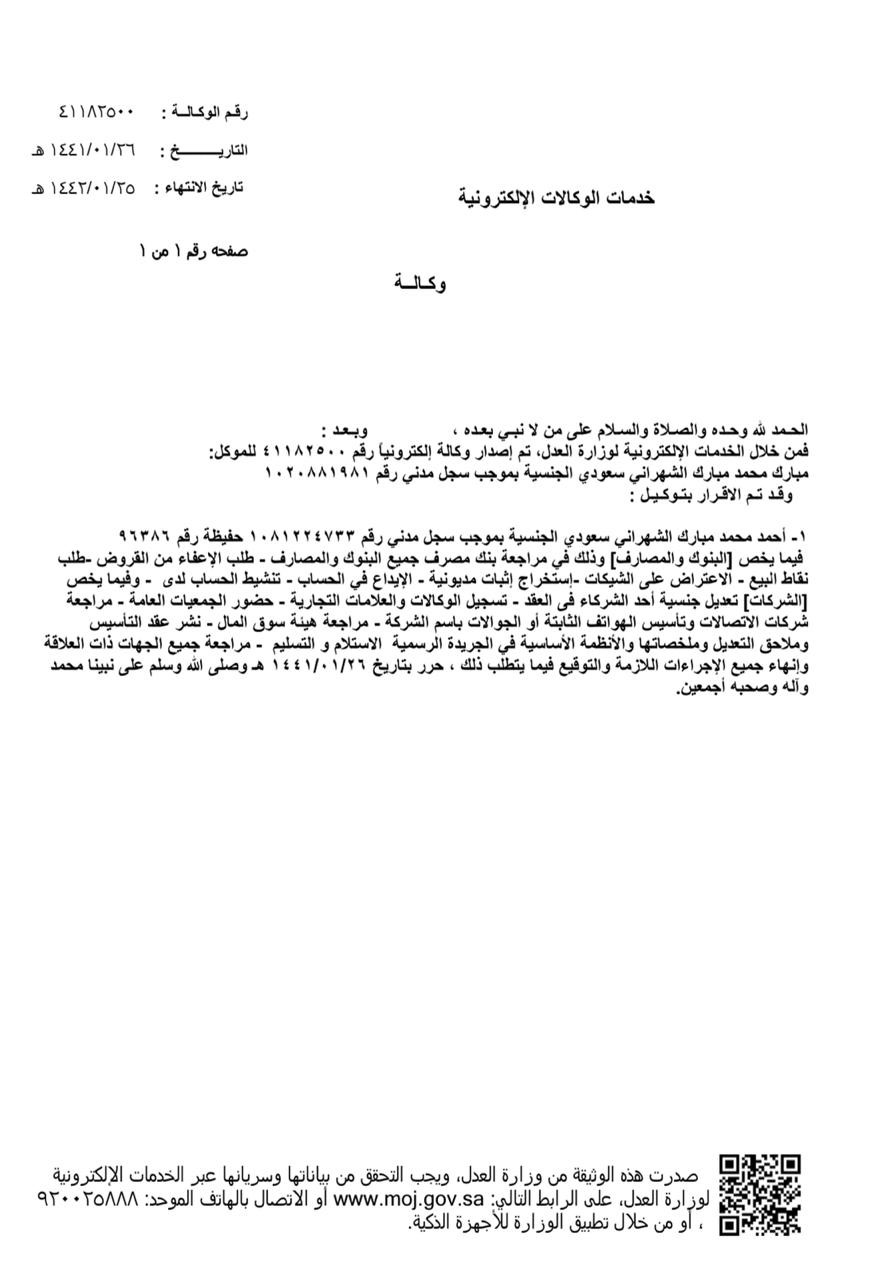 رقم الوكالة : ٤١١٨٢٥٠٠
التاريخ : ١٤٤١/٠١/٢٦ هـ
تاريخ الانتهاء : ١٤٤٢/٠١/٢٥ هـ
خدمات الوكالات الإلكترونية
صفحه رقم ١ من ١
وكالة
الحمد لله وحده والصلاة والسلام على من لا نبي بعده ، وبعد :
فمن خلال الخدمات الإلكترونية لوزارة العدل، تم إصدار وكالة إلكترونياً رقم ٤١١٨٢٥٠٠ للموكل:
مبارك محمد مبارك الشهراني سعودي الجنسية بموجب سجل مدني رقم ١٠٢٠٨٨١٩٨١
وقد تم الاقرار بتوكيل :
١- أحمد محمد مبارك الشهراني سعودي الجنسية بموجب سجل مدني رقم ١٠٨١٢٢٤٧٣٣ حفيظة رقم ٩٦٣٨٦
فيما يخص [البنوك والمصارف] وذلك في مراجعة بنك مصرف جميع البنوك والمصارف - طلب الإعفاء من القروض -طلب
نقاط البيع - الاعتراض على الشيكات -إستخراج إثبات مديونية - الإيداع في الحساب - تنشيط الحساب لدى - وفيما يخص
[الشركات] تعديل جنسية أحد الشركاء في العقد - تسجيل الوكالات والعلامات التجارية - حضور الجمعيات العامة - مراجعة
شركات الاتصالات وتأسيس الهواتف الثابتة أو الجوالات باسم الشركة - مراجعة هيئة سوق المال - نشر عقد التأسيس
وملاحق التعديل وملخصاتها والأنظمة الأساسية في الجريدة الرسمية الاستلام و التسليم - مراجعة جميع الجهات ذات العلاقة
وإنهاء جميع الإجراءات اللازمة والتوقيع فيما يتطلب ذلك ، حرر بتاريخ ١٤٤١/٠١/٢٦ هـ وصلى الله وسلم على نبينا محمد
وآله وصحبه أجمعين.
صدرت هذه الوثيقة من وزارة العدل، ويجب التحقق من بياناتها وسريانها عبر الخدمات الإلكترونية
لوزارة العدل، على الرابط التالي: www.moj.gov.sa أو الاتصال بالهاتف الموحد: ٩٢٠٠٢٥٨٨٨
، أو من خلال تطبيق الوزارة للأجهزة الذكية.